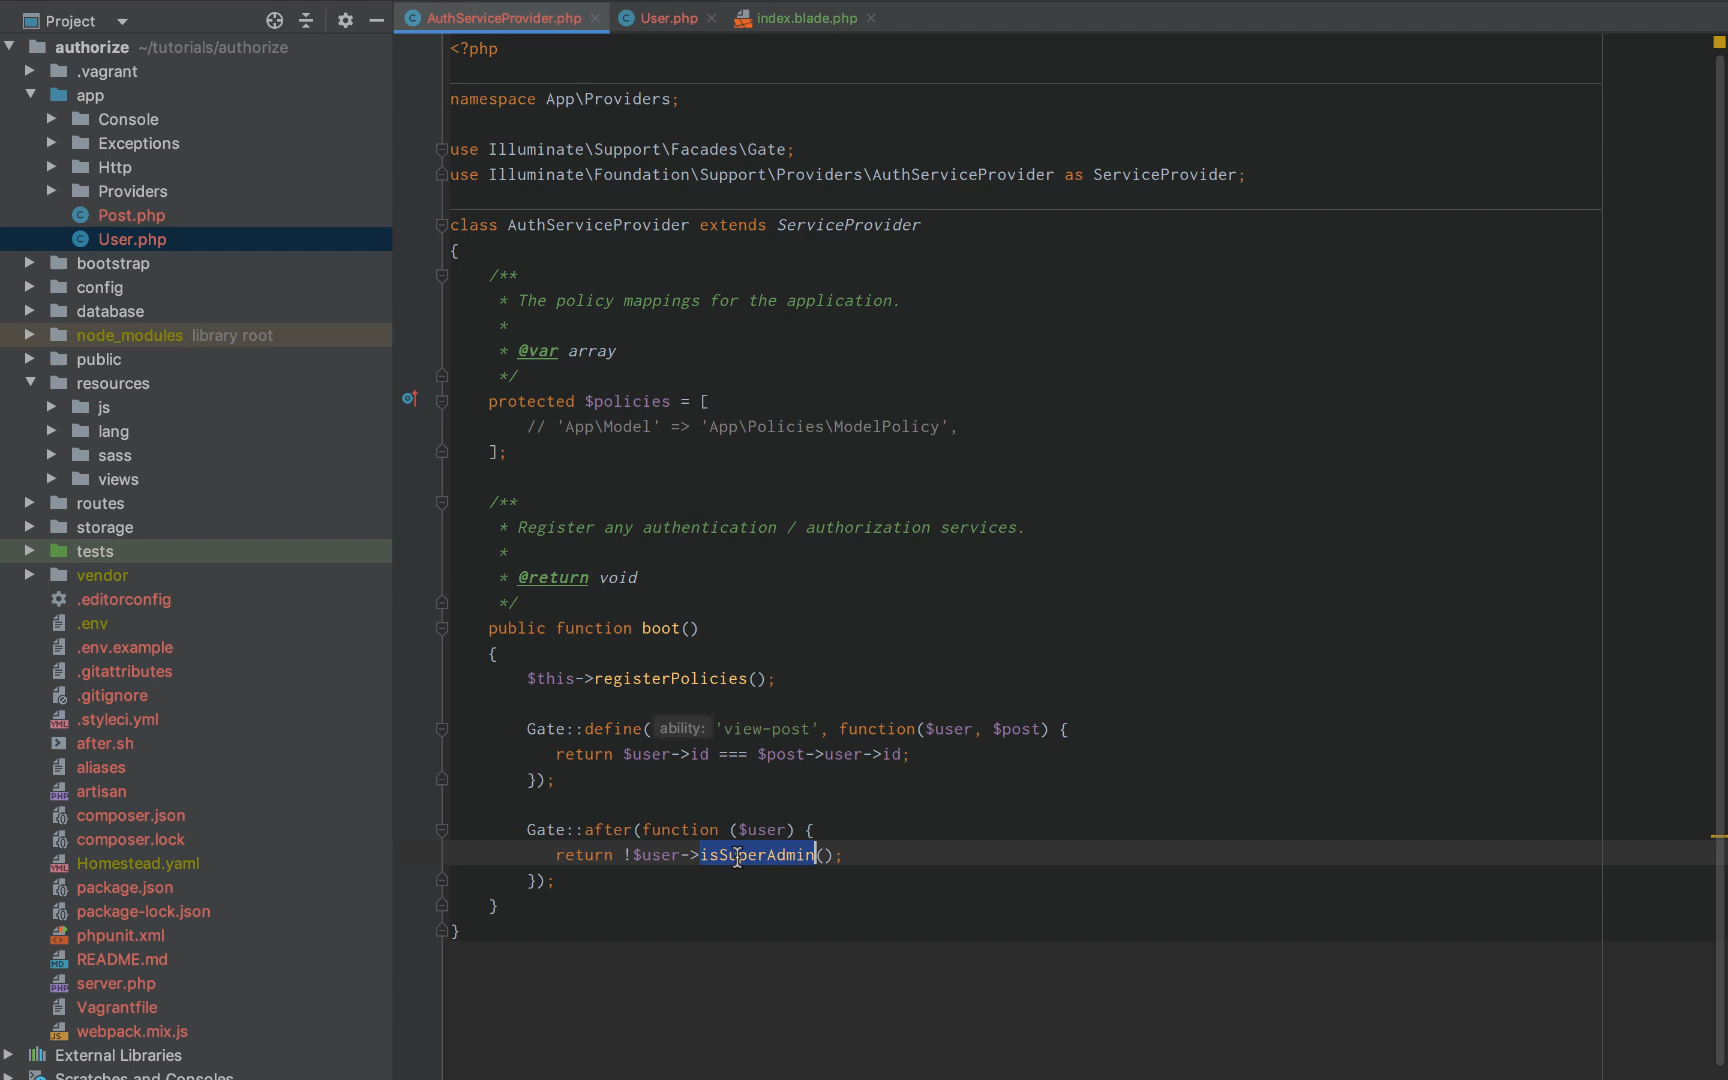 Project
AuthServiceProvider.php
User.php
index.blade.php
authorize ~/tutorials/authorize
.vagrant
app
Console
Exceptions
Http
Providers
Post.php
User.php
bootstrap
config
database
node_modules library root
public
resources
js
lang
sass
views
routes
storage
tests
vendor
.editorconfig
.env
.env.example
.gitattributes
.gitignore
.styleci.yml
after.sh
aliases
artisan
composer.json
composer.lock
Homestead.yaml
package.json
package-lock.json
phpunit.xml
README.md
server.php
Vagrantfile
webpack.mix.js
External Libraries
Scratches and Consoles
<?php
namespace App\Providers;
use Illuminate\Support\Facades\Gate;
use Illuminate\Foundation\Support\Providers\AuthServiceProvider as ServiceProvider;
class AuthServiceProvider extends ServiceProvider
{
/**
* The policy mappings for the application.
*
* @var array
*/
protected $policies = [
// 'App\Model' => 'App\Policies\ModelPolicy',
];
/**
* Register any authentication / authorization services.
*
* @return void
*/
public function boot()
{
$this->registerPolicies();
Gate::define( ability: 'view-post', function($user, $post) {
return $user->id === $post->user->id;
});
Gate::after(function ($user) {
return !$user->isSuperAdmin();
});
}
}